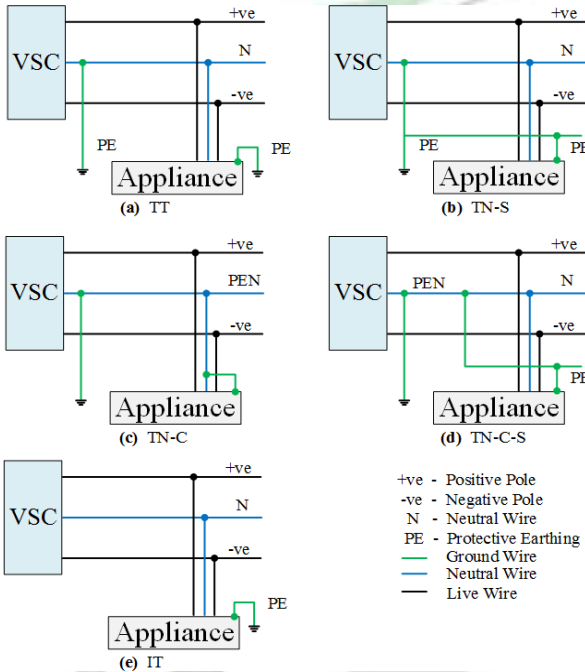 +ve
VSC
N
-ve
PE
PE
Appliance
(a) TT
+ve
VSC
N
-ve
PE
PE
Appliance
(b) TN-S
+ve
VSC
PEN
-ve
Appliance
(c) TN-C
+ve
VSC
PEN
N
-ve
PE
Appliance
(d) TN-C-S
+ve
VSC
N
-ve
PE
Appliance
(e) IT
+ve - Positive Pole
-ve - Negative Pole
N - Neutral Wire
PE - Protective Earthing
Ground Wire
Neutral Wire
Live Wire